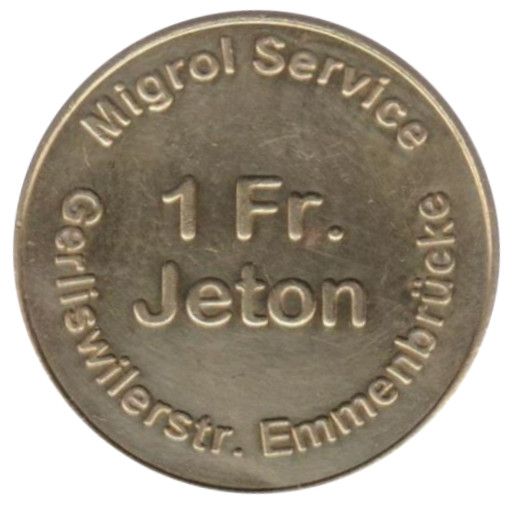 Migrol Service
1 Fr.
Jeton
Gerliswilerstr. Emmenbrücke